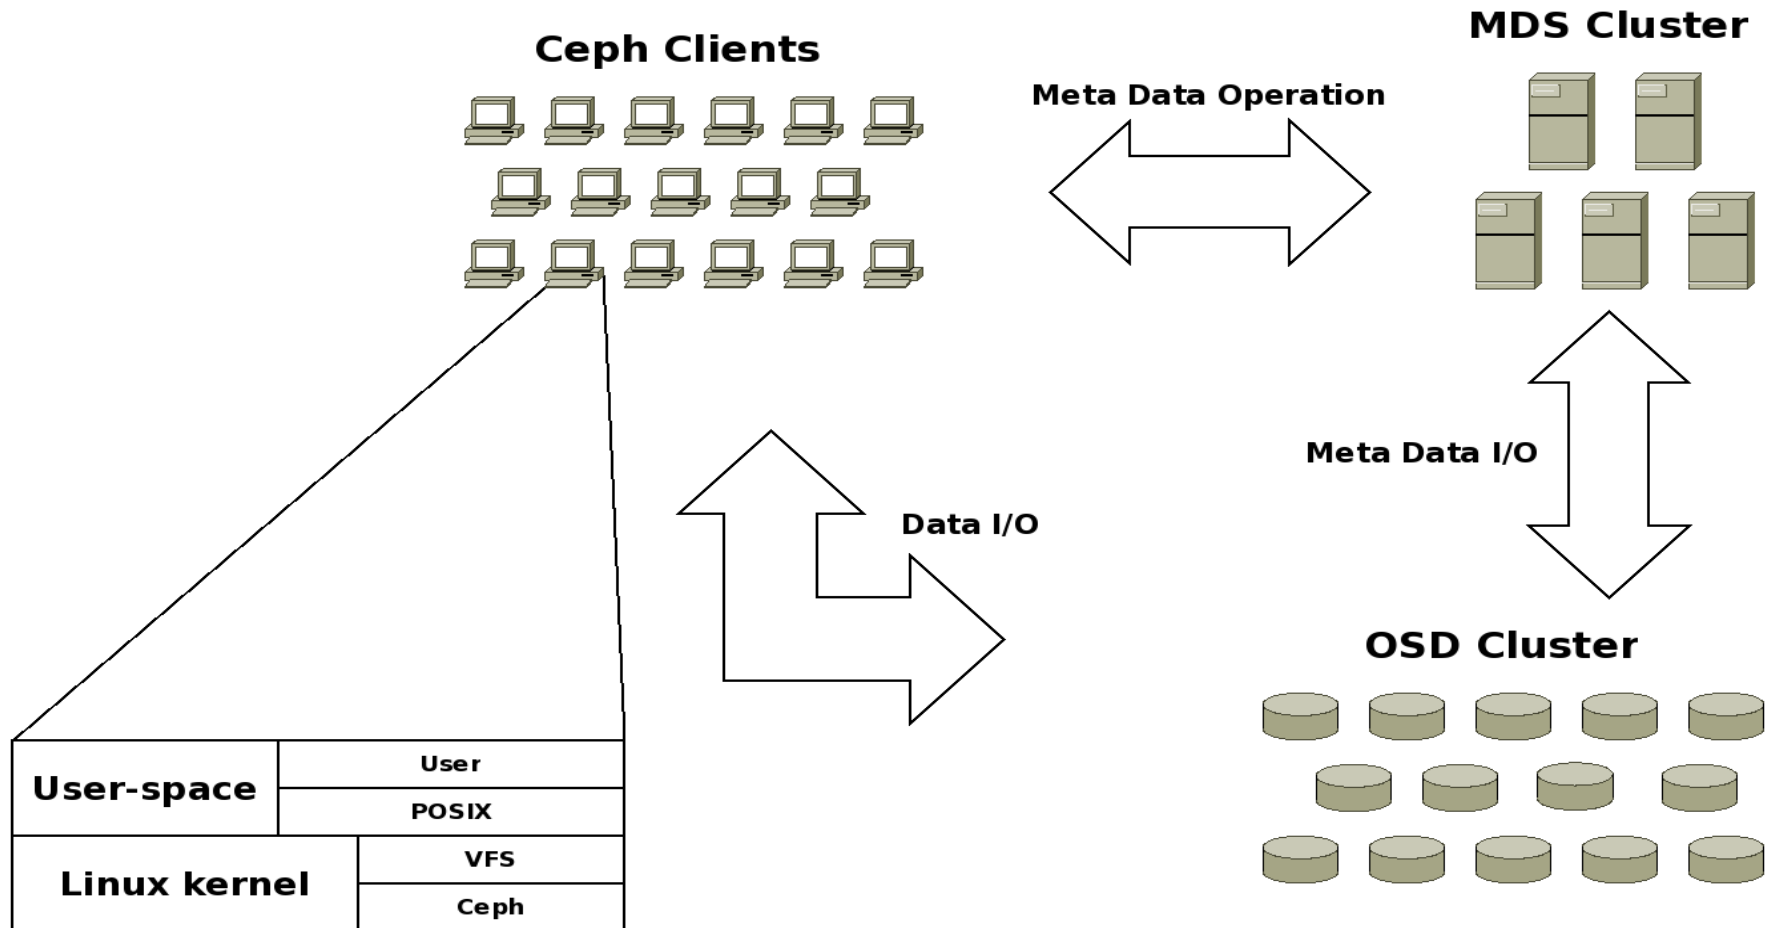 Ceph Clients
MDS Cluster
Meta Data Operation
Meta Data I/O
Data I/O
OSD Cluster
User-space
User
POSIX
Linux kernel
VFS
Ceph